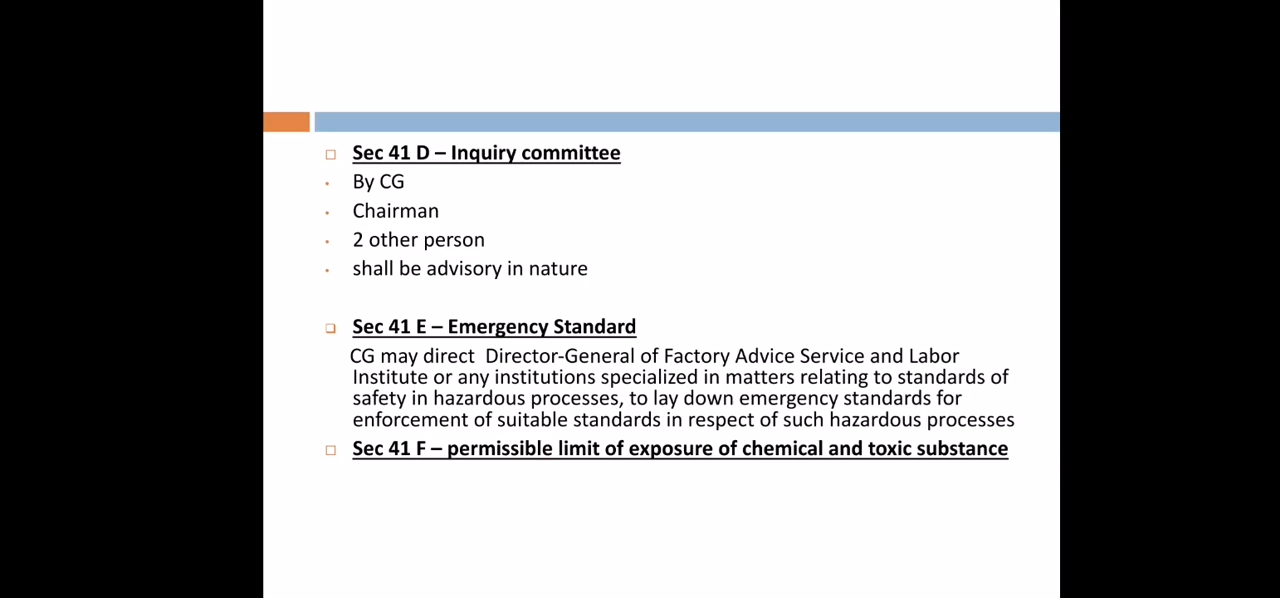 Sec 41 D – Inquiry committee
By CG
Chairman
2 other person
shall be advisory in nature
Sec 41 E – Emergency Standard
CG may direct Director-General of Factory Advice Service and Labor
Institute or any institutions specialized in matters relating to standards of
safety in hazardous processes, to lay down emergency standards for
enforcement of suitable standards in respect of such hazardous processes
Sec 41 F – permissible limit of exposure of chemical and toxic substance